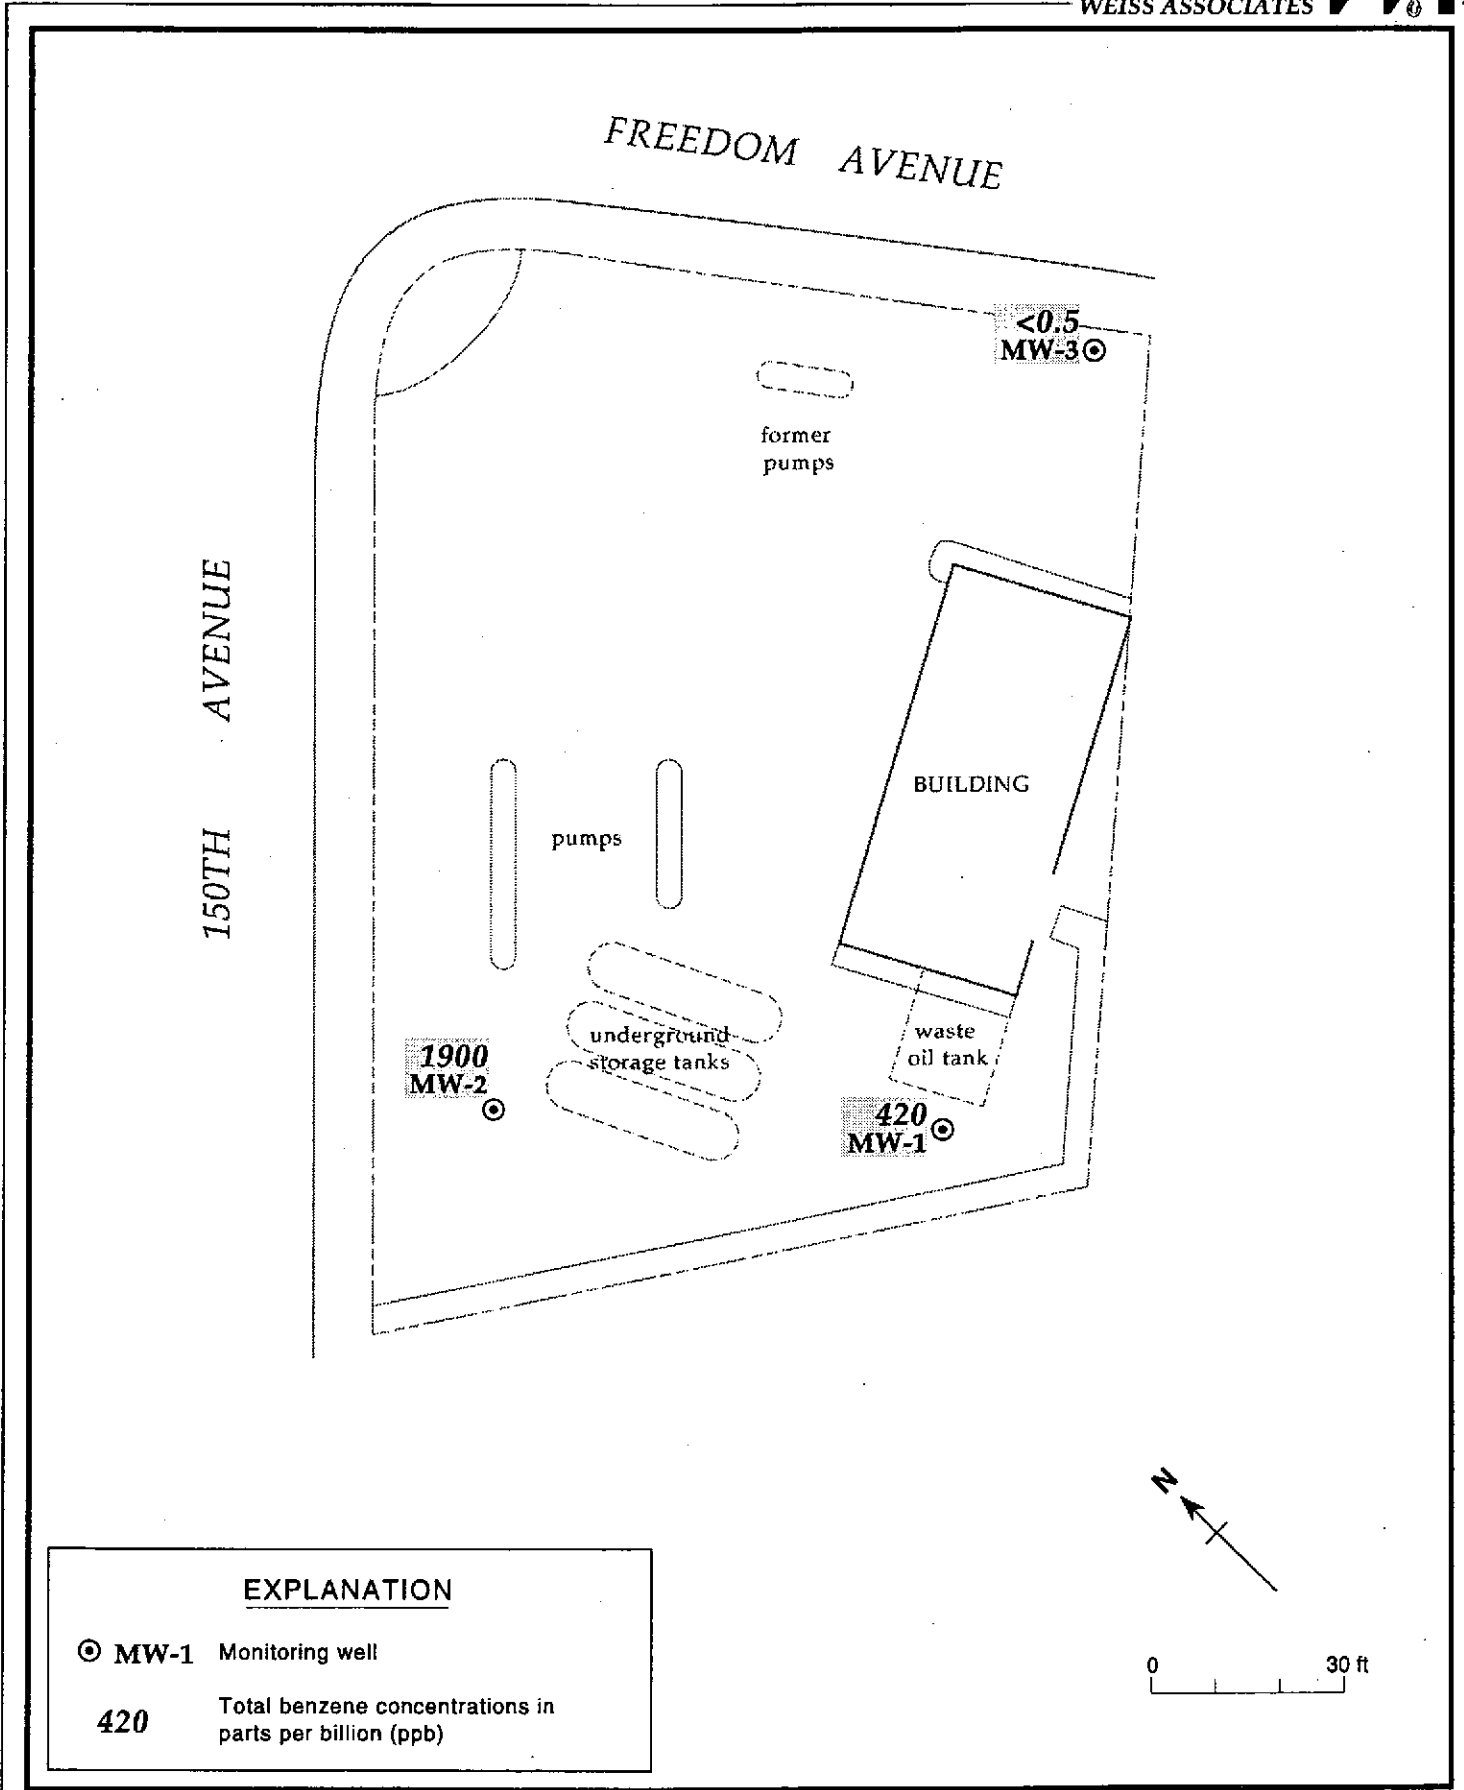 WEISS ASSOCIATES
FREEDOM AVENUE
<0.5
MW-3
former
pumps
150TH AVENUE
BUILDING
pumps
underground
storage tanks
waste
oil tank
1900
MW-2
420
MW-1
N
EXPLANATION
MW-1 Monitoring well
420 Total benzene concentrations in
parts per billion (ppb)
0 30 ft